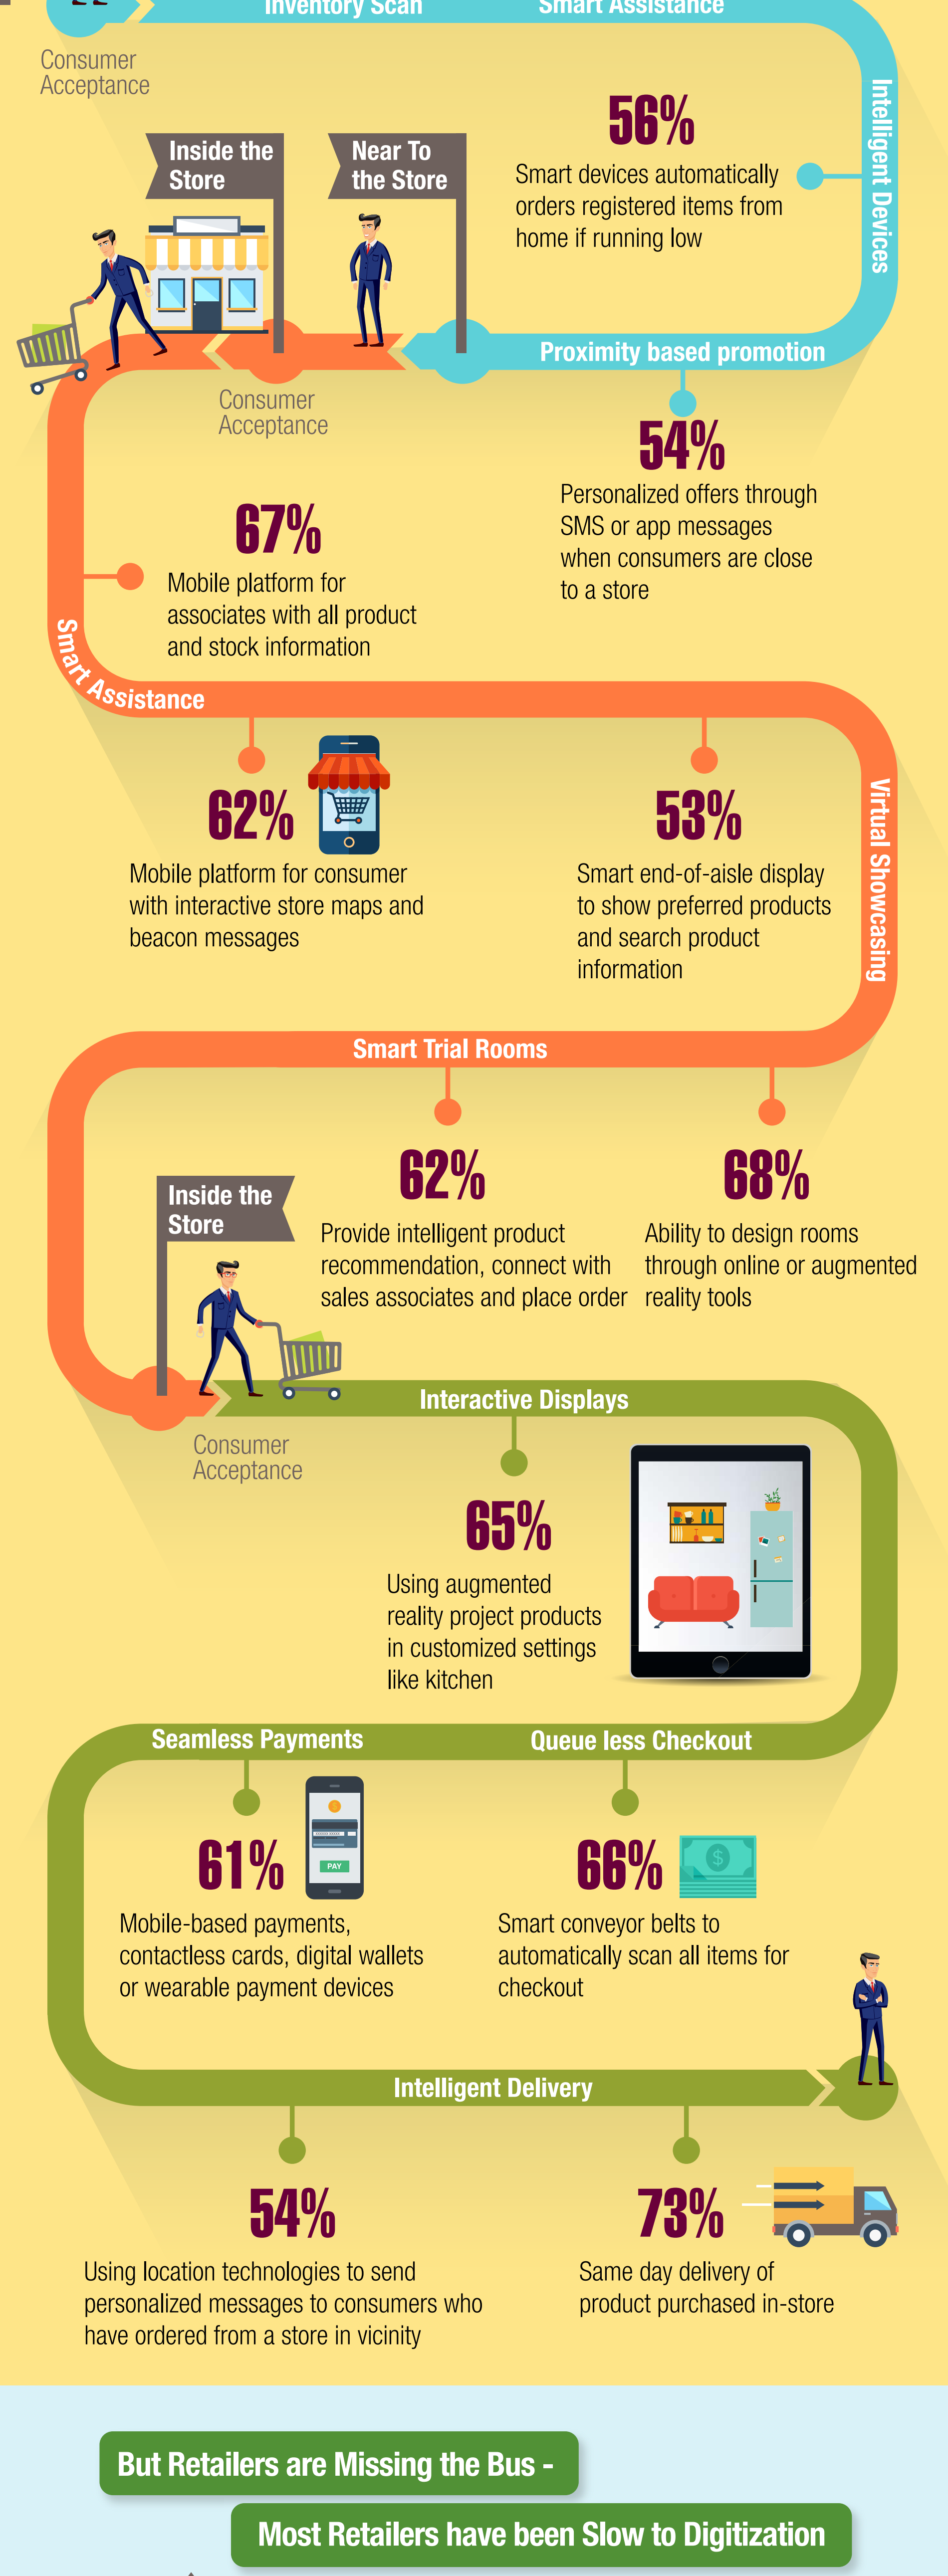 Inventory Scan
Smart Assistance
Consumer
Acceptance
Intelligent Devices
56%
Smart devices automatically
orders registered items from
home if running low
Inside the
Store
Near To
the Store
Proximity based promotion
Consumer
Acceptance
54%
Personalized offers through
SMS or app messages
when consumers are close
to a store
67%
Mobile platform for
associates with all product
and stock information
Smart Assistance
62%
Mobile platform for consumer
with interactive store maps and
beacon messages
53%
Smart end-of-aisle display
to show preferred products
and search product
information
Virtual Showcasing
Smart Trial Rooms
62%
Provide intelligent product
recommendation, connect with
sales associates and place order
68%
Ability to design rooms
through online or augmented
reality tools
Inside the
Store
Interactive Displays
Consumer
Acceptance
65%
Using augmented
reality project products
in customized settings
like kitchen
Seamless Payments
Queue less Checkout
61%
PAY
Mobile-based payments,
contactless cards, digital wallets
or wearable payment devices
66%
$
Smart conveyor belts to
automatically scan all items for
checkout
Intelligent Delivery
54%
Using location technologies to send
personalized messages to consumers who
have ordered from a store in vicinity
73%
Same day delivery of
product purchased in-store
But Retailers are Missing the Bus -
Most Retailers have been Slow to Digitization